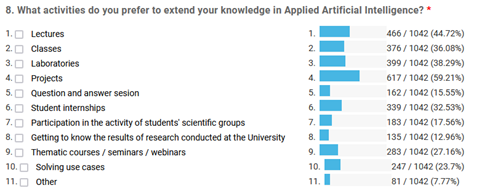 8. What activities do you prefer to extend your knowledge in Applied Artificial Intelligence? *
1. Lectures 1. 466 / 1042 (44.72%)
2. Classes 2. 376 / 1042 (36.08%)
3. Laboratories 3. 399 / 1042 (38.29%)
4. Projects 4. 617 / 1042 (59.21%)
5. Question and answer sesion 5. 162 / 1042 (15.55%)
6. Student internships 6. 339 / 1042 (32.53%)
7. Participation in the activity of students' scientific groups 7. 183 / 1042 (17.56%)
8. Getting to know the results of research conducted at the University 8. 135 / 1042 (12.96%)
9. Thematic courses / seminars / webinars 9. 283 / 1042 (27.16%)
10. Solving use cases 10. 247 / 1042 (23.7%)
11. Other 11. 81 / 1042 (7.77%)